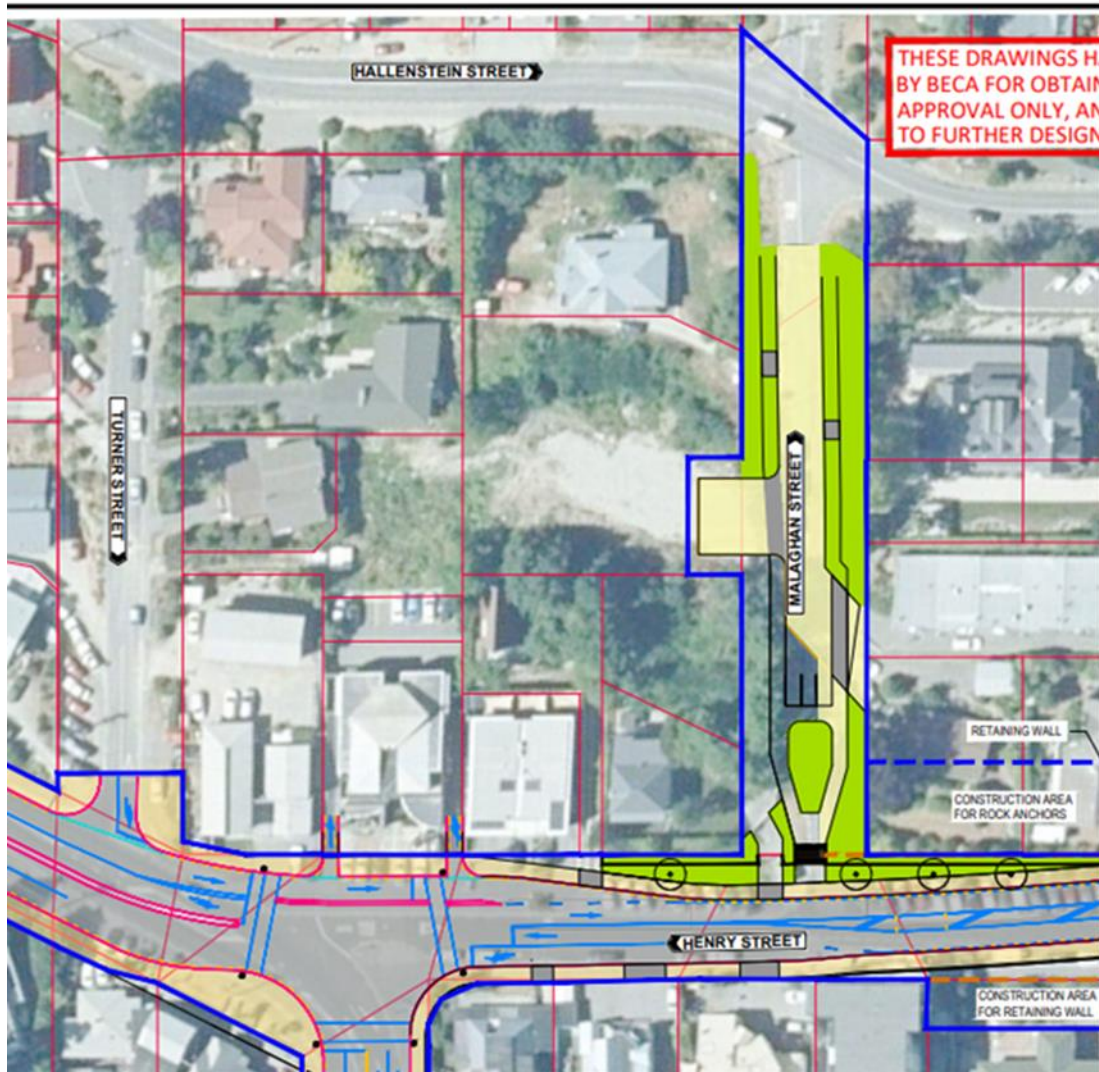 HALLENSTEIN STREET
THESE DRAWINGS HA
BY BECA FOR OBTAIN
APPROVAL ONLY, AN
TO FURTHER DESIGN
TURNER STREET
MALAGHAN STREET
RETAINING WALL
CONSTRUCTION AREA
FOR ROCK ANCHORS
HENRY STREET
CONSTRUCTION AREA
FOR RETAINING WALL